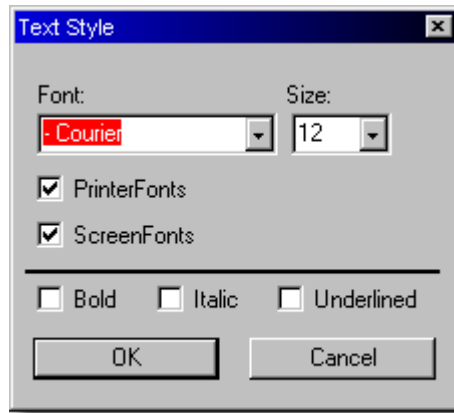 Text Style
Font: Size:
- Courier 12
PrinterFonts
ScreenFonts
Bold Italic Underlined
OK Cancel